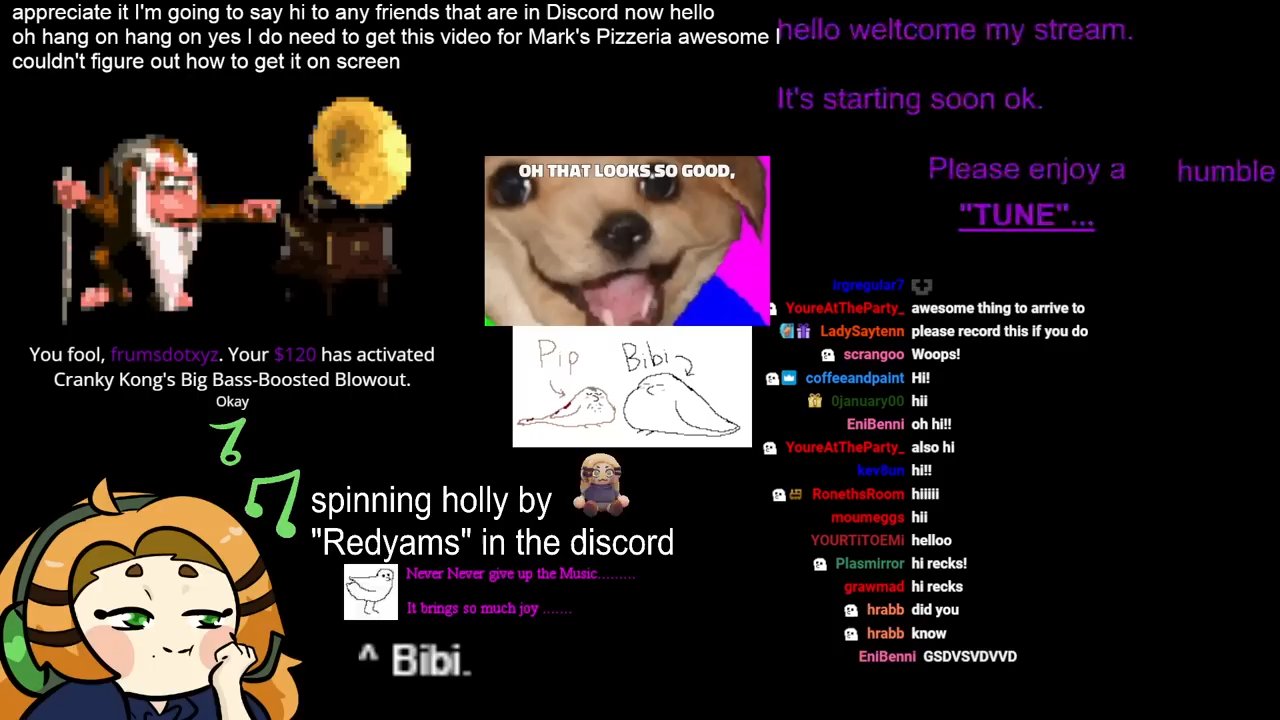 appreciate it I'm going to say hi to any friends that are in Discord now hello
oh hang on hang on yes I do need to get this video for Mark's Pizzeria awesome I
couldn't figure out how to get it on screen
hello weltcome my stream.
It's starting soon ok.
Please enjoy a humble
"TUNE"...
OH THAT LOOKS SO GOOD,
You fool, frumsdotxyz. Your $120 has activated
Cranky Kong's Big Bass-Boosted Blowout.
Okay
Pip
Bibi
spinning holly by
"Redyams" in the discord
Never Never give up the Music.........
It brings so much joy .......
^ Bibi.
irgregular7
YoureAtTheParty_ awesome thing to arrive to
LadySaytenn please record this if you do
scrangoo Woops!
coffeeandpaint Hi!
0january00 hii
EniBenni oh hi!!
YoureAtTheParty_ also hi
kev8un hi!!
RonethsRoom hiiiii
moumeggs hii
YOURTiTOEMi helloo
Plasmirror hi recks!
grawmad hi recks
hrabb did you
hrabb know
EniBenni GSDVSVDVVD